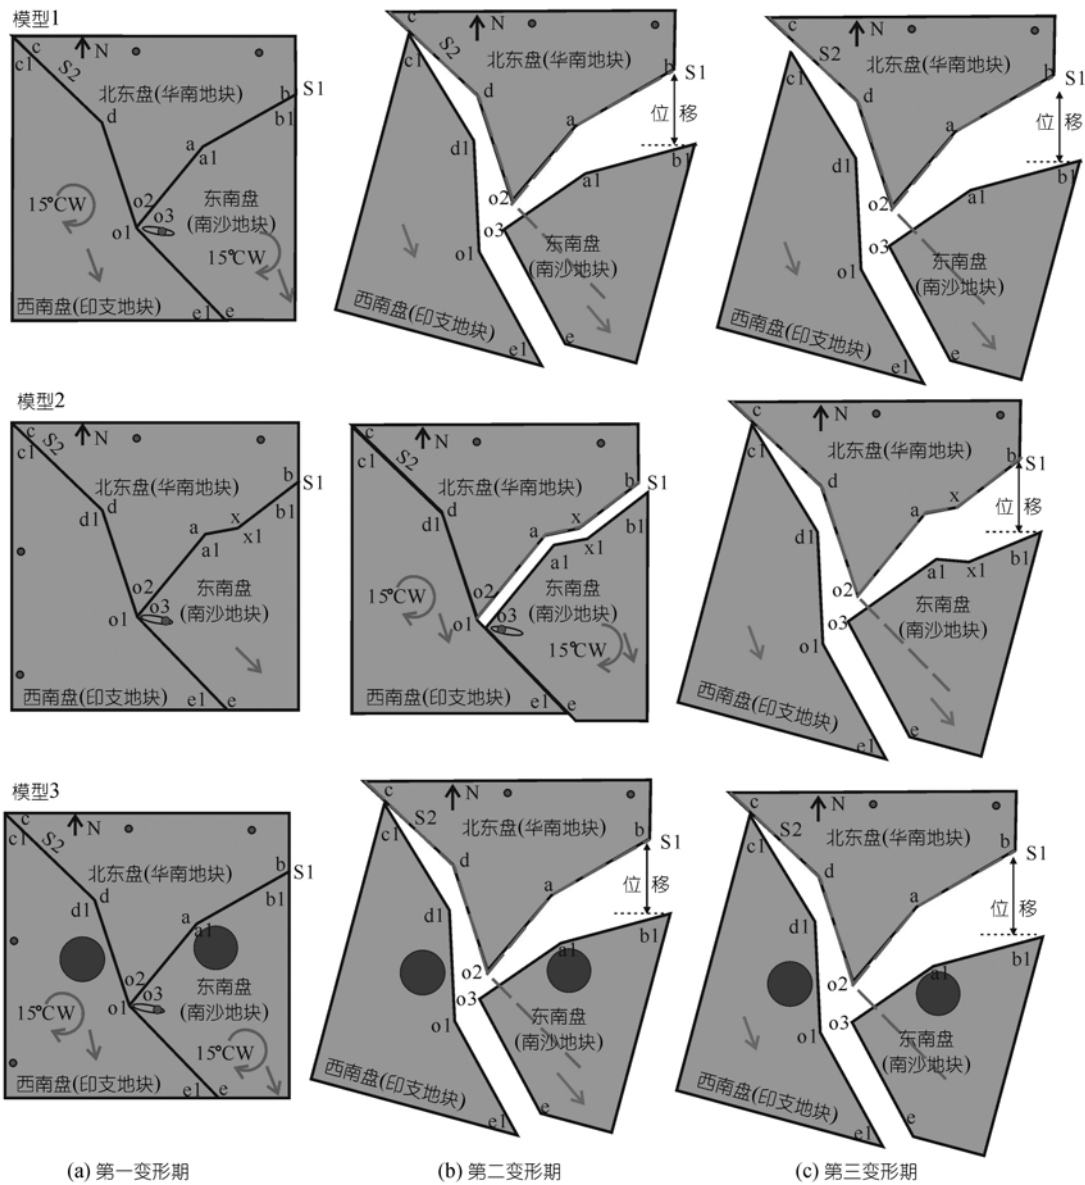 模型1
c
N
c1
S2
北东盘(华南地块)
b
S1
b1
d
a
a1
15°CW
o2
o3
o1
东南盘
(南沙地块)
15°CW
西南盘(印支地块)
e1
c
N
c1
S2
北东盘(华南地块)
b
S1
d
a
位移
d1
b1
a1
o2
o3
o1
东南盘
(南沙地块)
西南盘(印支地块)
e
e1
c
N
c1
S2
北东盘(华南地块)
b
S1
d
a
位移
d1
b1
a1
o2
o3
o1
东南盘
(南沙地块)
西南盘(印支地块)
e
e1
模型2
c
N
c1
S2
北东盘(华南地块)
b
S1
b1
d
d1
a
x
a1
x1
o2
o3
o1
东南盘
(南沙地块)
西南盘(印支地块)
e1
e
c
N
c1
S2
北东盘(华南地块)
b
S1
b1
d
d1
a
x
a1
x1
15°CW
o2
o3
o1
东南盘
(南沙地块)
15°CW
西南盘(印支地块)
e1
e
c
N
c1
北东盘(华南地块)
b
S1
d
a
x
位移
d1
b1
a1
x1
o2
o3
o1
东南盘
(南沙地块)
西南盘(印支地块)
e
e1
模型3
c
N
c1
S2
北东盘(华南地块)
b
S1
b1
d
d1
a
a1
o2
o3
o1
东南盘
(南沙地块)
15°CW
15°CW
西南盘(印支地块)
e1
e
c
N
c1
S2
北东盘(华南地块)
b
S1
d
a
位移
d1
b1
a1
o2
o3
o1
东南盘
(南沙地块)
西南盘(印支地块)
e
e1
c
N
c1
S2
北东盘(华南地块)
b
S1
d
a
位移
d1
b1
a1
o2
o3
o1
东南盘
(南沙地块)
西南盘(印支地块)
e
e1
(a) 第一变形期
(b) 第二变形期
(c) 第三变形期